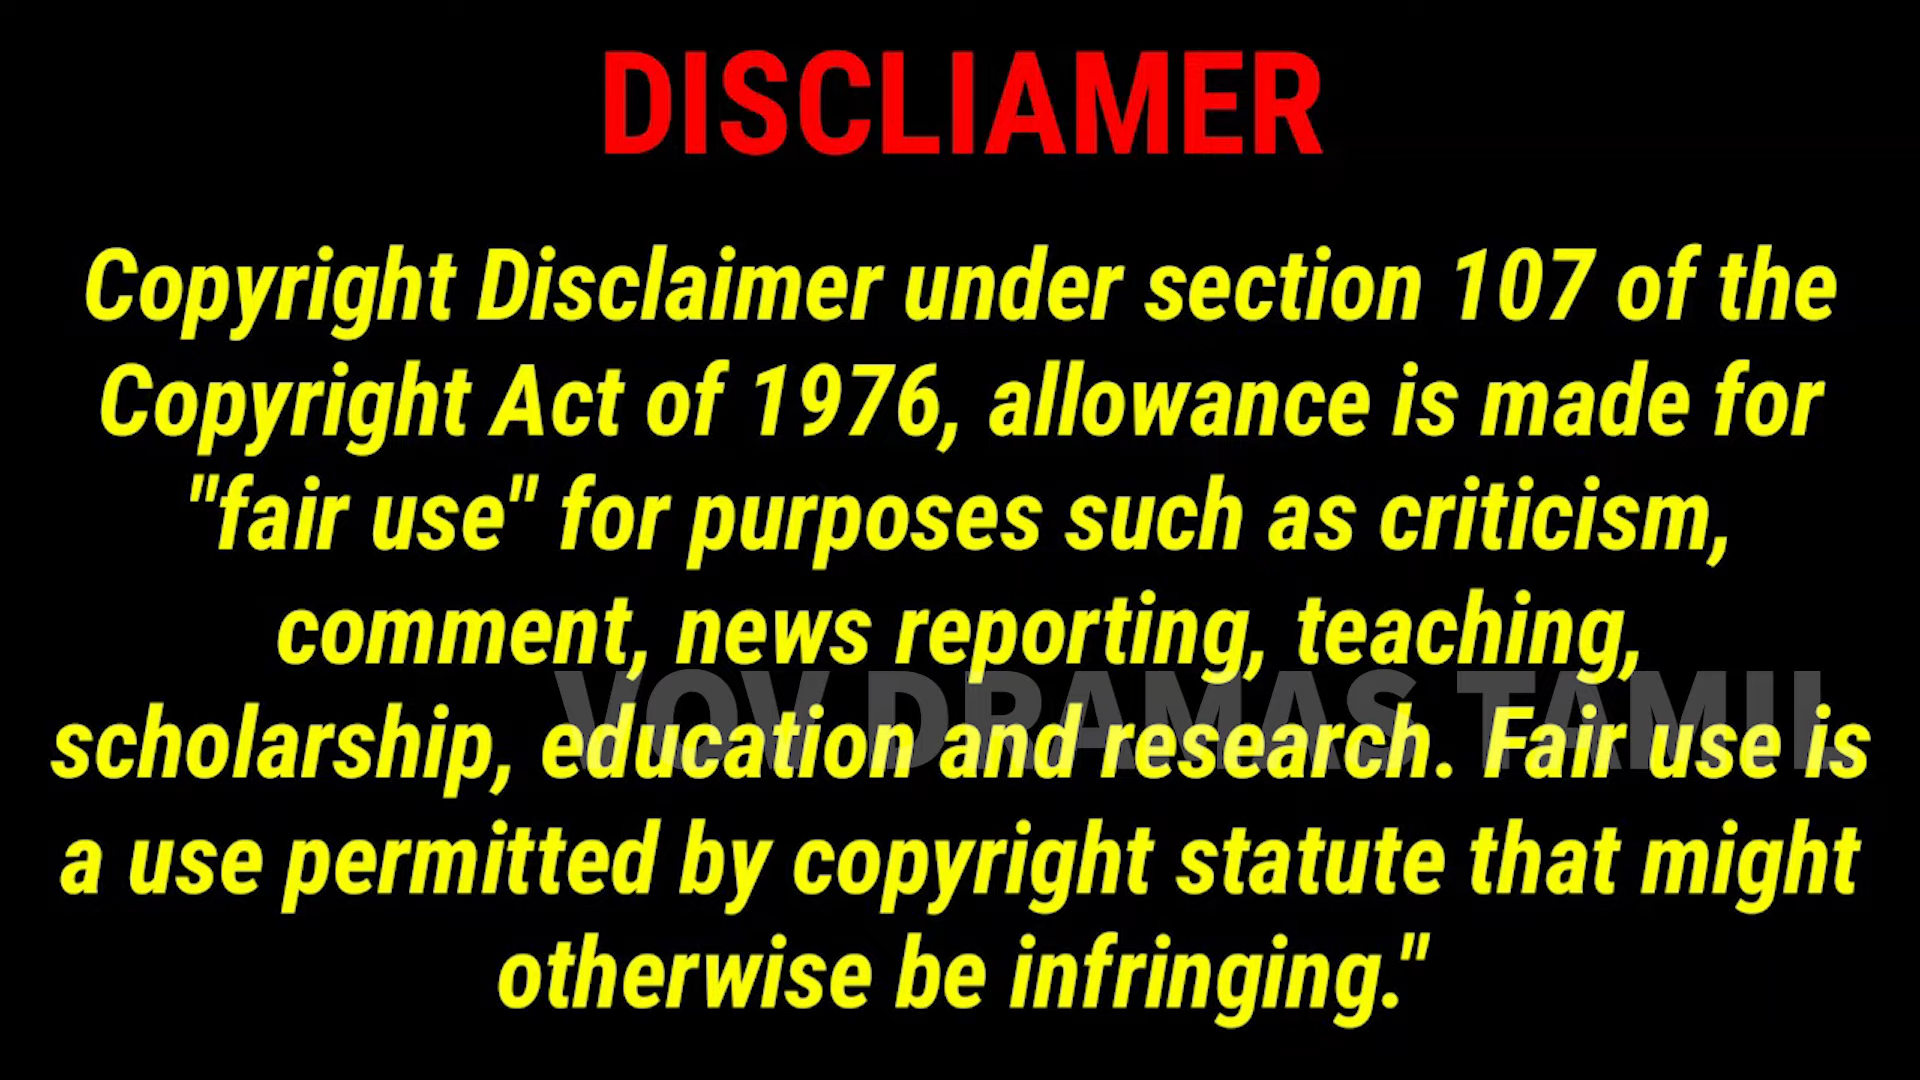 DISCLIAMER
Copyright Disclaimer under section 107 of the
Copyright Act of 1976, allowance is made for
"fair use" for purposes such as criticism,
comment, news reporting, teaching,
VOV DRAMAS TAMIL
scholarship, education and research. Fair use is
a use permitted by copyright statute that might
otherwise be infringing."